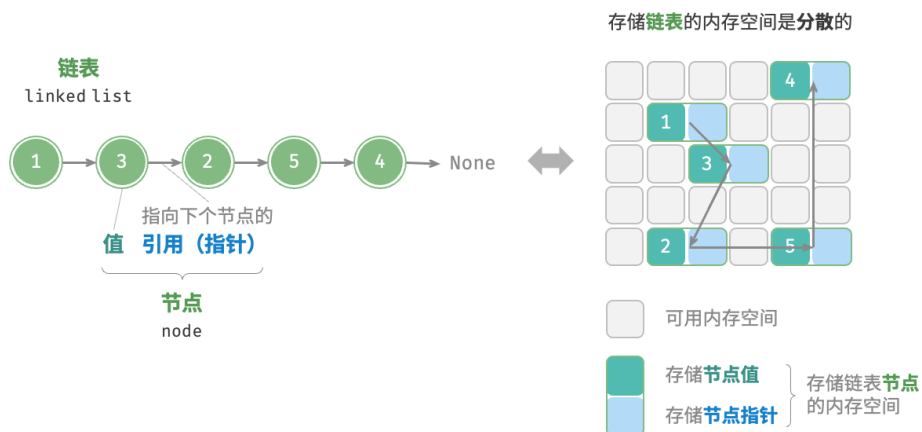 存储链表的内存空间是分散的
链表
linked list
1 3 2 5 4 None
指向下个节点的
值 引用（指针）
节点
node
4
1
3
2 5
可用内存空间
存储节点值
存储节点指针
存储链表节点
的内存空间